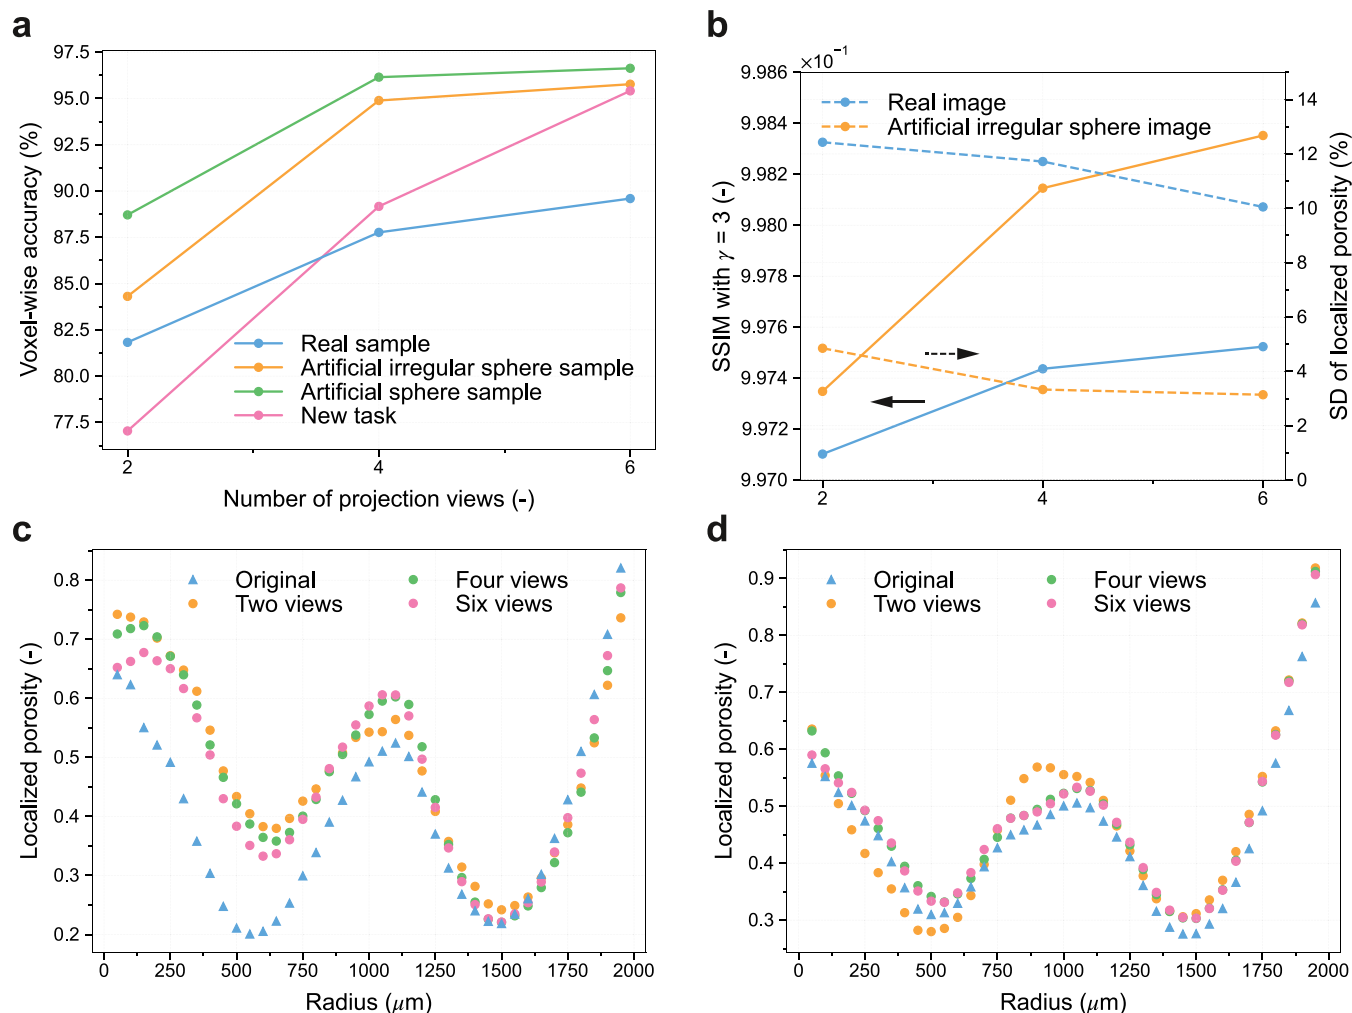 a
97.5
95.0
92.5
90.0
87.5
85.0
82.5
80.0
77.5
Voxel-wise accuracy (%)
Real sample
Artificial irregular sphere sample
Artificial sphere sample
New task
2 4 6
Number of projection views (-)
b
×10⁻¹
9.986
9.984
9.982
9.980
9.978
9.976
9.974
9.972
9.970
SSIM with γ = 3 (-)
Real image
Artificial irregular sphere image
14
12
10
8
6
4
2
0
SD of localized porosity (%)
2 4 6
c
0.8
0.7
0.6
0.5
0.4
0.3
0.2
Localized porosity (-)
Original Four views
Two views Six views
0 250 500 750 1000 1250 1500 1750 2000
Radius (μm)
d
0.9
0.8
0.7
0.6
0.5
0.4
0.3
Localized porosity (-)
Original Four views
Two views Six views
0 250 500 750 1000 1250 1500 1750 2000
Radius (μm)